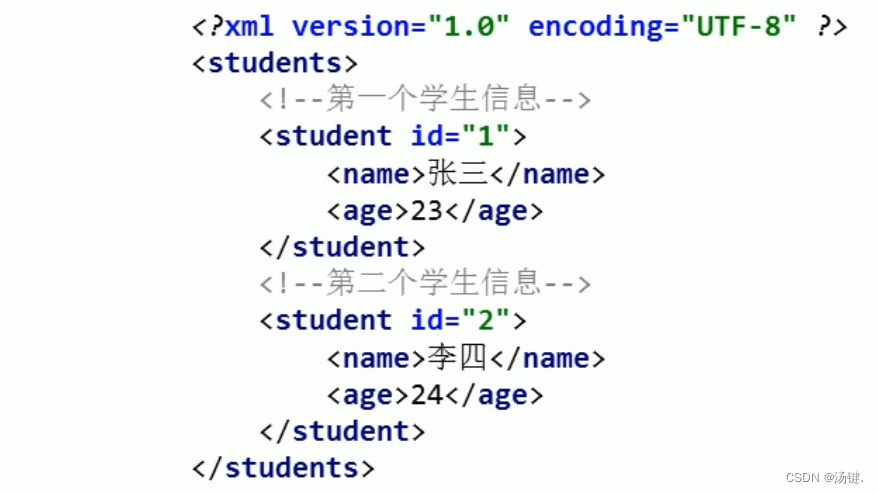 <?xml version="1.0" encoding="UTF-8" ?>
<students>
<!--第一个学生信息-->
<student id="1">
<name>张三</name>
<age>23</age>
</student>
<!--第二个学生信息-->
<student id="2">
<name>李四</name>
<age>24</age>
</student>
</students>
CSDN @汤键.